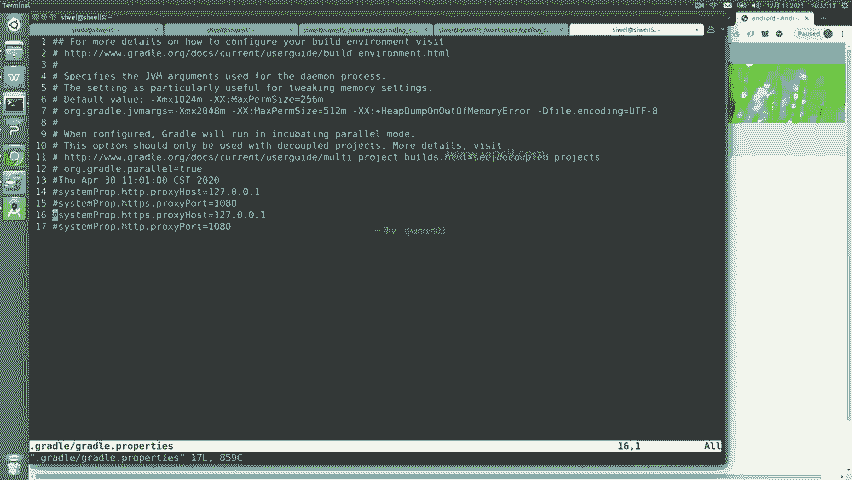 Terminal
1 ## For more details on how to configure your build environment visit
2 # http://www.gradle.org/docs/current/userguide/build_environment.html
3 #
4 # Specifies the JVM arguments used for the daemon process.
5 # The setting is particularly useful for tweaking memory settings.
6 # Default value: -Xmx1024m -XX:MaxPermSize=256m
7 # org.gradle.jvmargs=-Xmx2048m -XX:MaxPermSize=512m -XX:+HeapDumpOnOutOfMemoryError -Dfile.encoding=UTF-8
8 #
9 # When configured, Gradle will run in incubating parallel mode.
10 # This option should only be used with decoupled projects. More details, visit
11 # http://www.gradle.org/docs/current/userguide/multi_project_builds. projects
12 # org.gradle.parallel=true
13 #Thu Apr 30 11:01:00 CST 2020
14 #systemProp.http.proxyHost=127.0.0.1
15 #systemProp.https.proxyPort=1080
16 #systemProp.https.proxyHost=127.0.0.1
17 #systemProp.http.proxyPort=1080
.gradle/gradle.properties 16,1 All
".gradle/gradle.properties" 17L, 859C
Paused